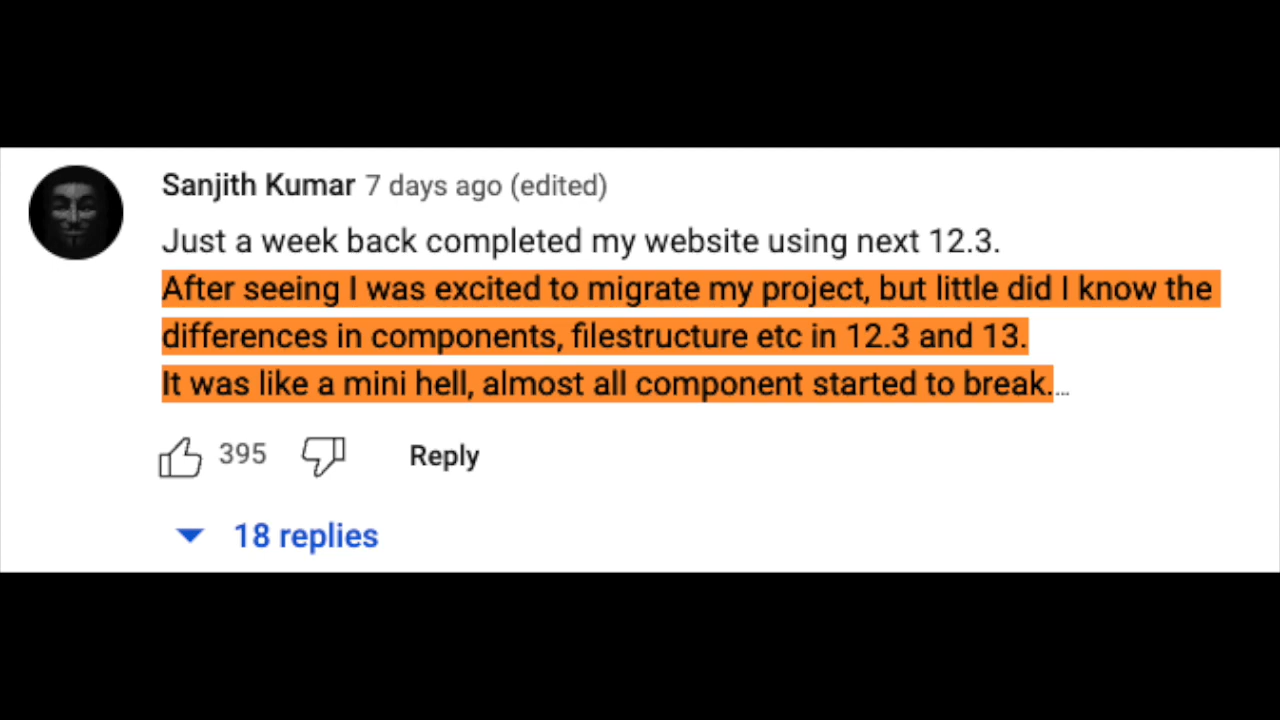 Sanjith Kumar 7 days ago (edited)
Just a week back completed my website using next 12.3.
After seeing I was excited to migrate my project, but little did I know the
differences in components, filestructure etc in 12.3 and 13.
It was like a mini hell, almost all component started to break....
395 Reply
18 replies